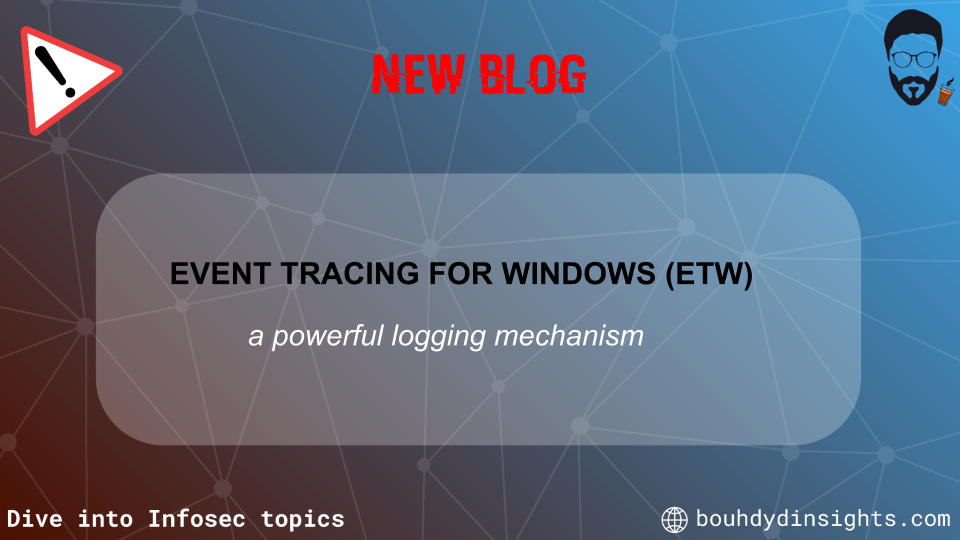 NEW BLOG
EVENT TRACING FOR WINDOWS (ETW)
a powerful logging mechanism
Dive into Infosec topics
bouhdydinsights.com